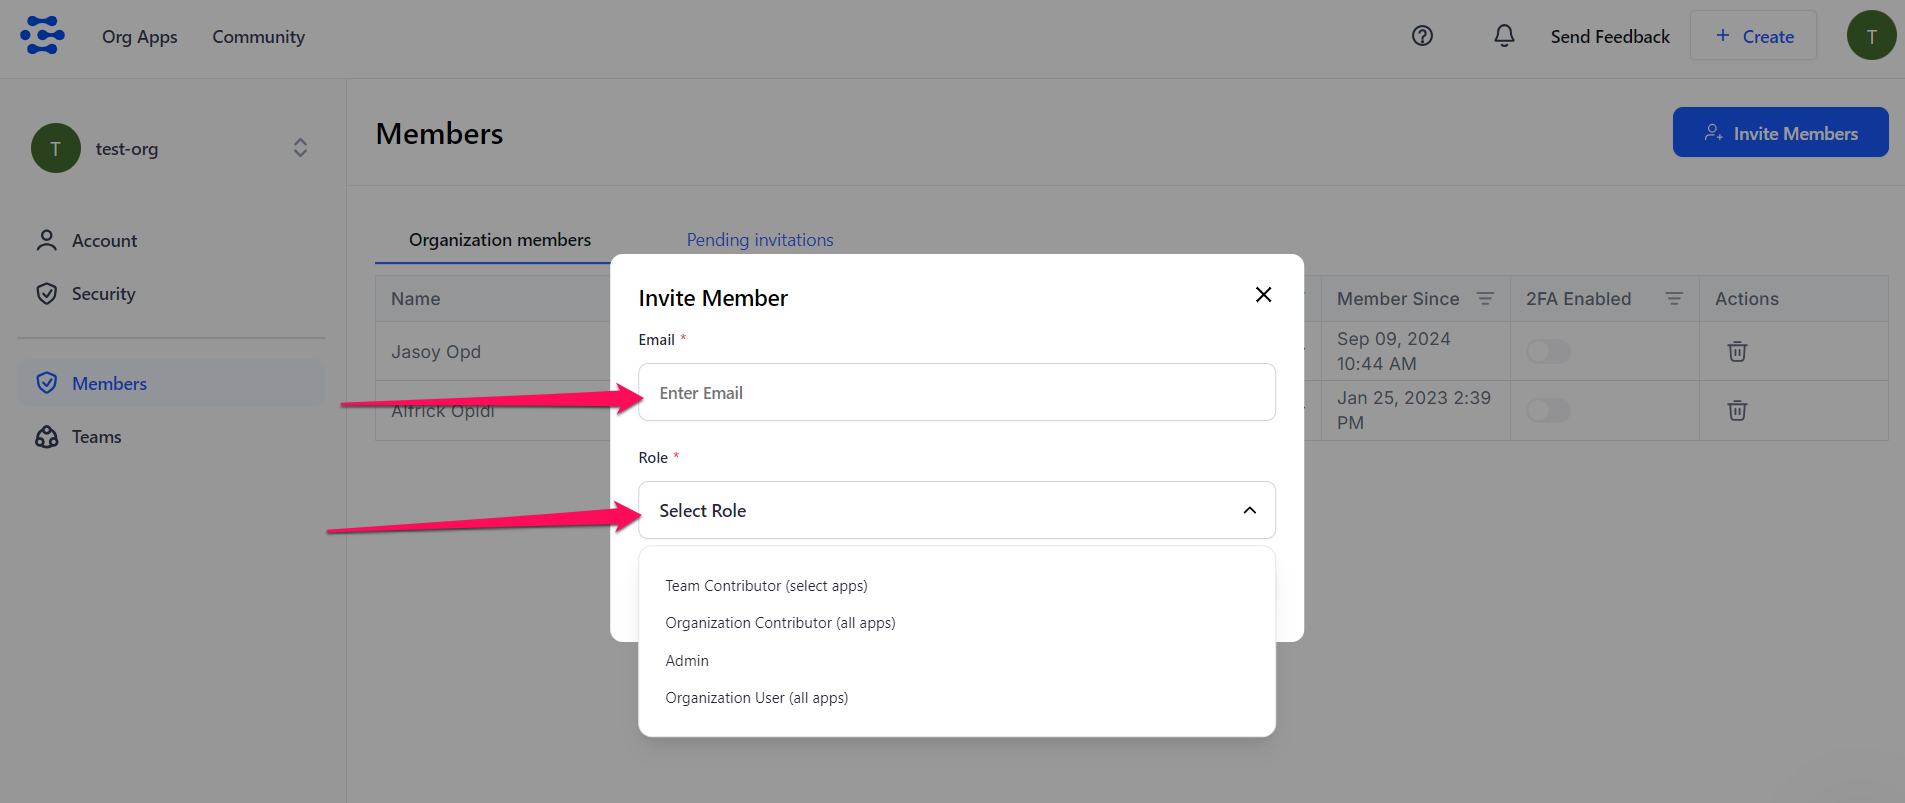 Org Apps
Community
Send Feedback
+ Create
T
T
test-org
Members
Invite Members
Account
Security
Members
Teams
Organization members
Pending invitations
Name
Member Since
2FA Enabled
Actions
Jasoy Opd
Sep 09, 2024
10:44 AM
Alfrick Opidi
Jan 25, 2023 2:39
PM
Invite Member
Email *
Enter Email
Role *
Select Role
Team Contributor (select apps)
Organization Contributor (all apps)
Admin
Organization User (all apps)